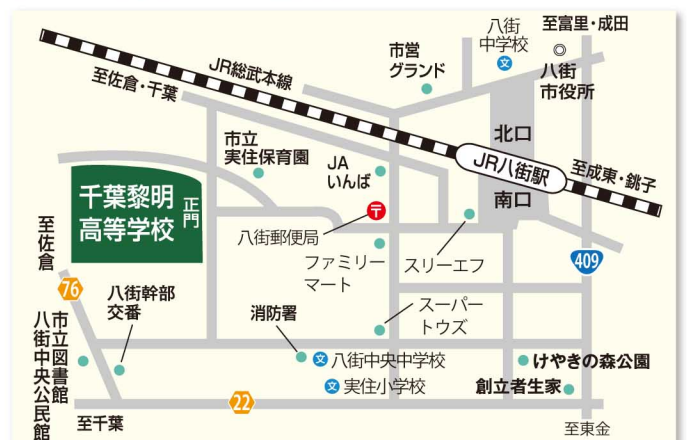 八街
中学校
至富里・成田
市営
グランド
八街
市役所
JR総武本線
至佐倉・千葉
北口
JR八街駅
至成東・銚子
南口
市立
実住保育園
JA
いんば
千葉黎明
高等学校
正門
八街郵便局
ファミリー
マート
スリーエフ
409
至佐倉
76
八街幹部
交番
消防署
スーパー
トウズ
市立図書館
八街中央公民館
文
八街中央中学校
文
実住小学校
けやきの森公園
創立者生家
22
至千葉
至東金
文
〒